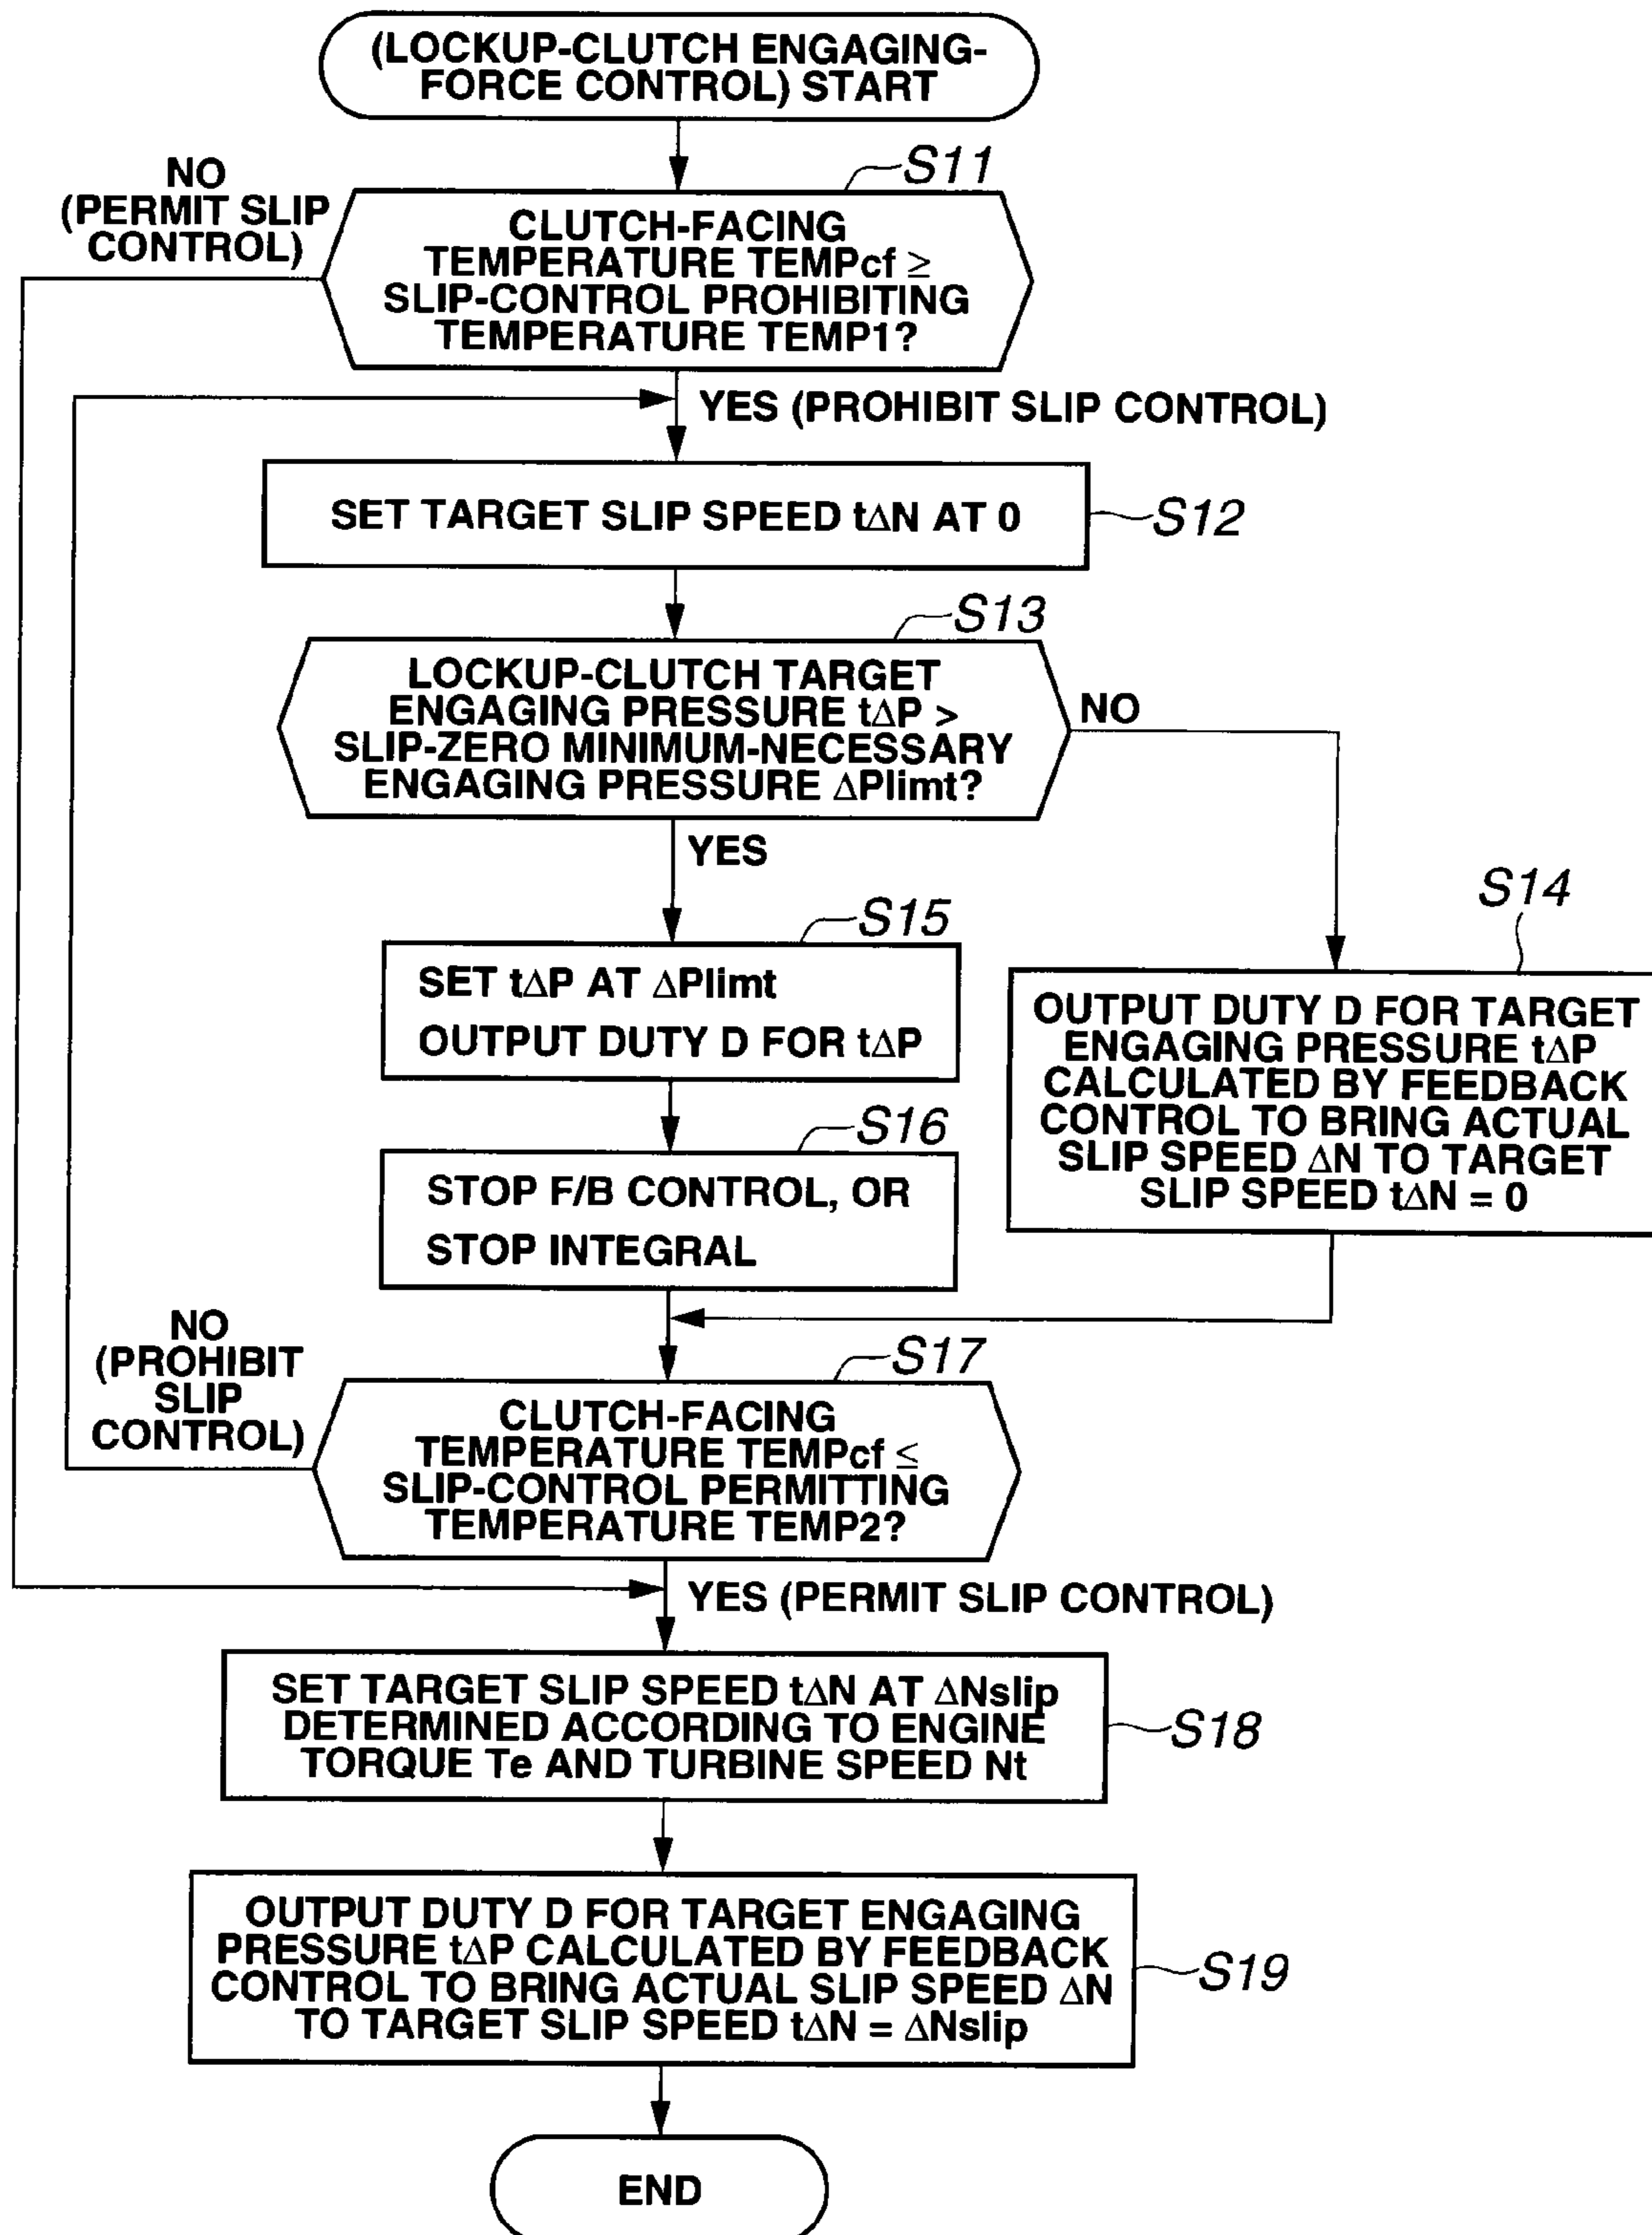 (LOCKUP-CLUTCH ENGAGING-
FORCE CONTROL) START
S11
NO
(PERMIT SLIP
CONTROL)
CLUTCH-FACING
TEMPERATURE TEMPcf ≥
SLIP-CONTROL PROHIBITING
TEMPERATURE TEMP1?
YES (PROHIBIT SLIP CONTROL)
SET TARGET SLIP SPEED t∆N AT 0
S12
S13
LOCKUP-CLUTCH TARGET
ENGAGING PRESSURE t∆P >
SLIP-ZERO MINIMUM-NECESSARY
ENGAGING PRESSURE ∆Plimt?
NO
YES
S14
S15
SET t∆P AT ∆Plimt
OUTPUT DUTY D FOR t∆P
OUTPUT DUTY D FOR TARGET
ENGAGING PRESSURE t∆P
CALCULATED BY FEEDBACK
CONTROL TO BRING ACTUAL
SLIP SPEED ∆N TO TARGET
SLIP SPEED t∆N = 0
S16
STOP F/B CONTROL, OR
STOP INTEGRAL
NO
(PROHIBIT
SLIP
CONTROL)
S17
CLUTCH-FACING
TEMPERATURE TEMPcf ≤
SLIP-CONTROL PERMITTING
TEMPERATURE TEMP2?
YES (PERMIT SLIP CONTROL)
SET TARGET SLIP SPEED t∆N AT ∆Nslip
DETERMINED ACCORDING TO ENGINE
TORQUE Te AND TURBINE SPEED Nt
S18
OUTPUT DUTY D FOR TARGET ENGAGING
PRESSURE t∆P CALCULATED BY FEEDBACK
CONTROL TO BRING ACTUAL SLIP SPEED ∆N
TO TARGET SLIP SPEED t∆N = ∆Nslip
S19
END